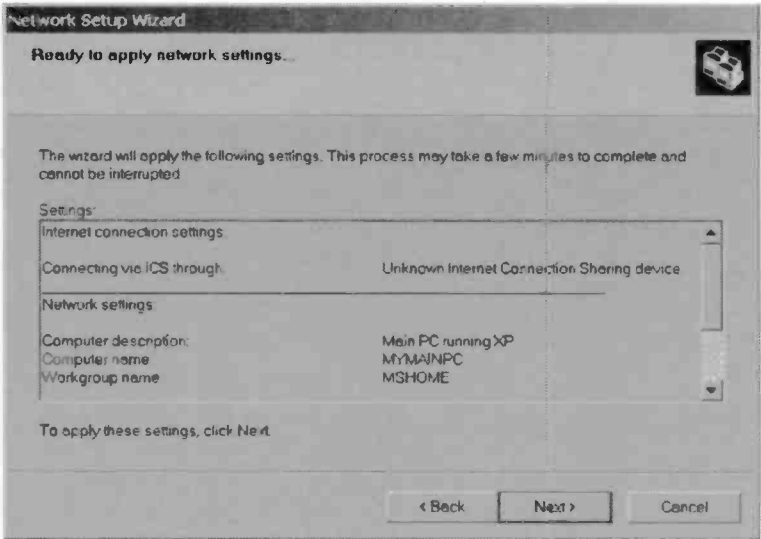 Network Setup Wizard
Ready to apply network settings...
The wizard will apply the following settings. This process may take a few minutes to complete and
cannot be interrupted.
Settings:
Internet connection settings:
Connecting via ICS through: Unknown Internet Connection Sharing device
Network settings:
Computer description: Main PC running XP
Computer name MYMAINPC
Workgroup name MSHOME
To apply these settings, click Next.
< Back Next > Cancel